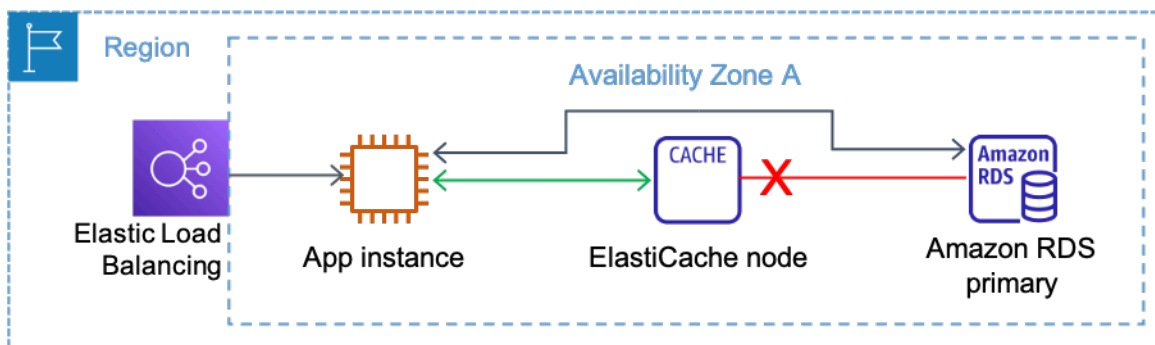 Region
Availability Zone A
CACHE
Amazon
RDS
X
Elastic Load
Balancing
App instance
ElastiCache node
Amazon RDS
primary